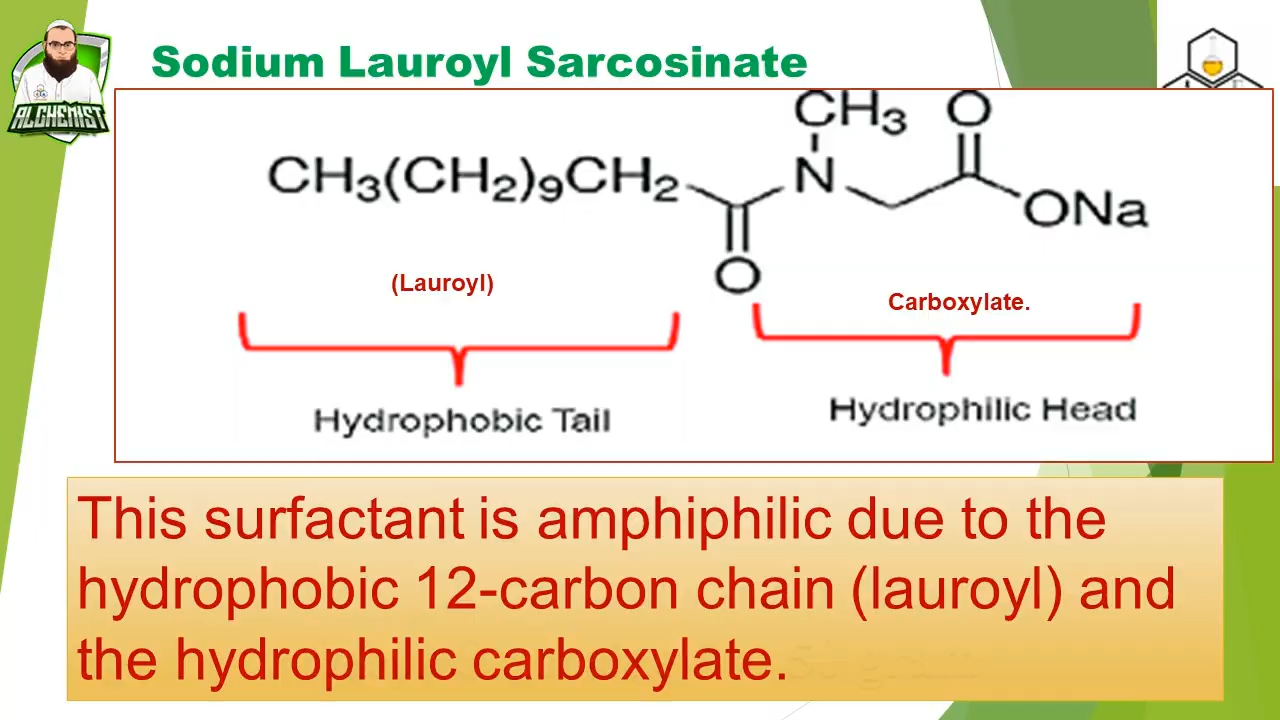 Sodium Lauroyl Sarcosinate
ALCHEMIST
CH₃ O
CH₃(CH₂)₉CH₂ N ONa
O
(Lauroyl)
Carboxylate.
Hydrophobic Tail
Hydrophilic Head
This surfactant is amphiphilic due to the
hydrophobic 12-carbon chain (lauroyl) and
the hydrophilic carboxylate.